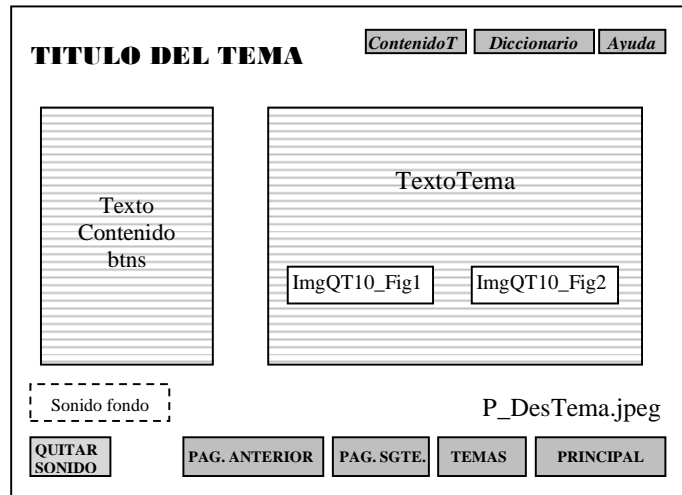 TITULO DEL TEMA
ContenidoT
Diccionario
Ayuda
Texto
Contenido
btns
TextoTema
ImgQT10_Fig1
ImgQT10_Fig2
Sonido fondo
P_DesTema.jpeg
QUITAR
SONIDO
PAG. ANTERIOR
PAG. SGTE.
TEMAS
PRINCIPAL